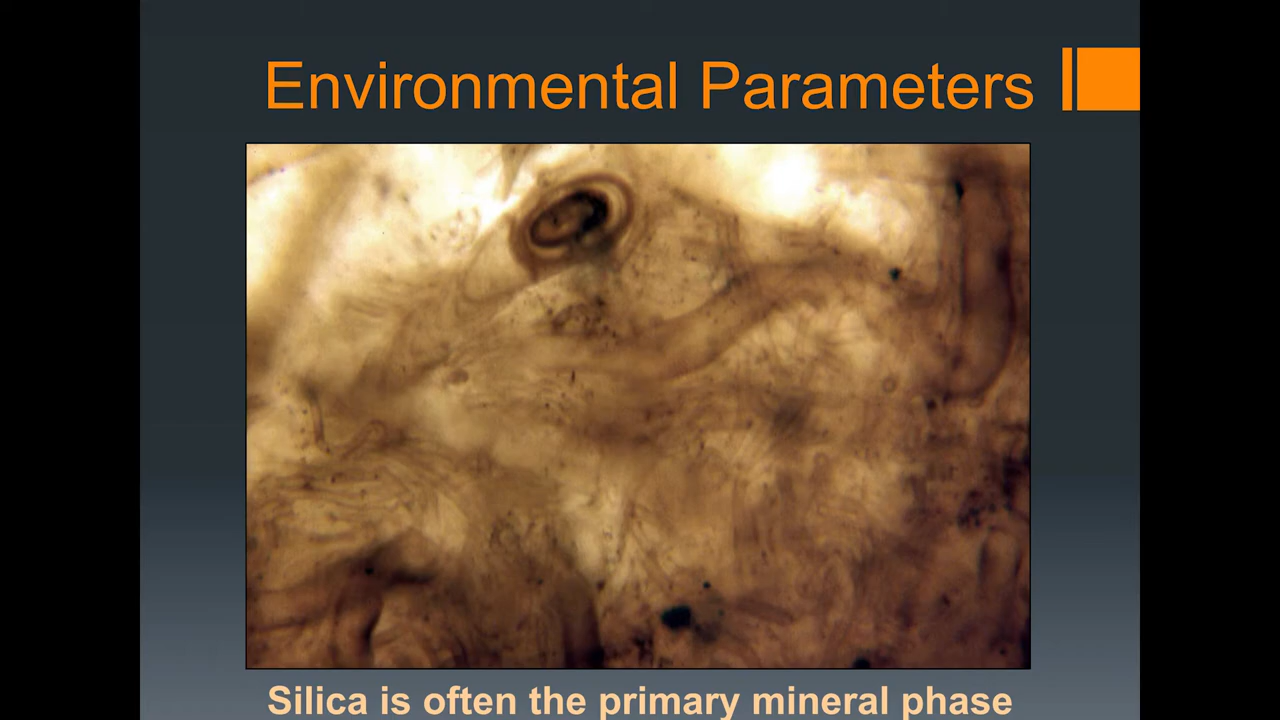 Environmental Parameters
Silica is often the primary mineral phase